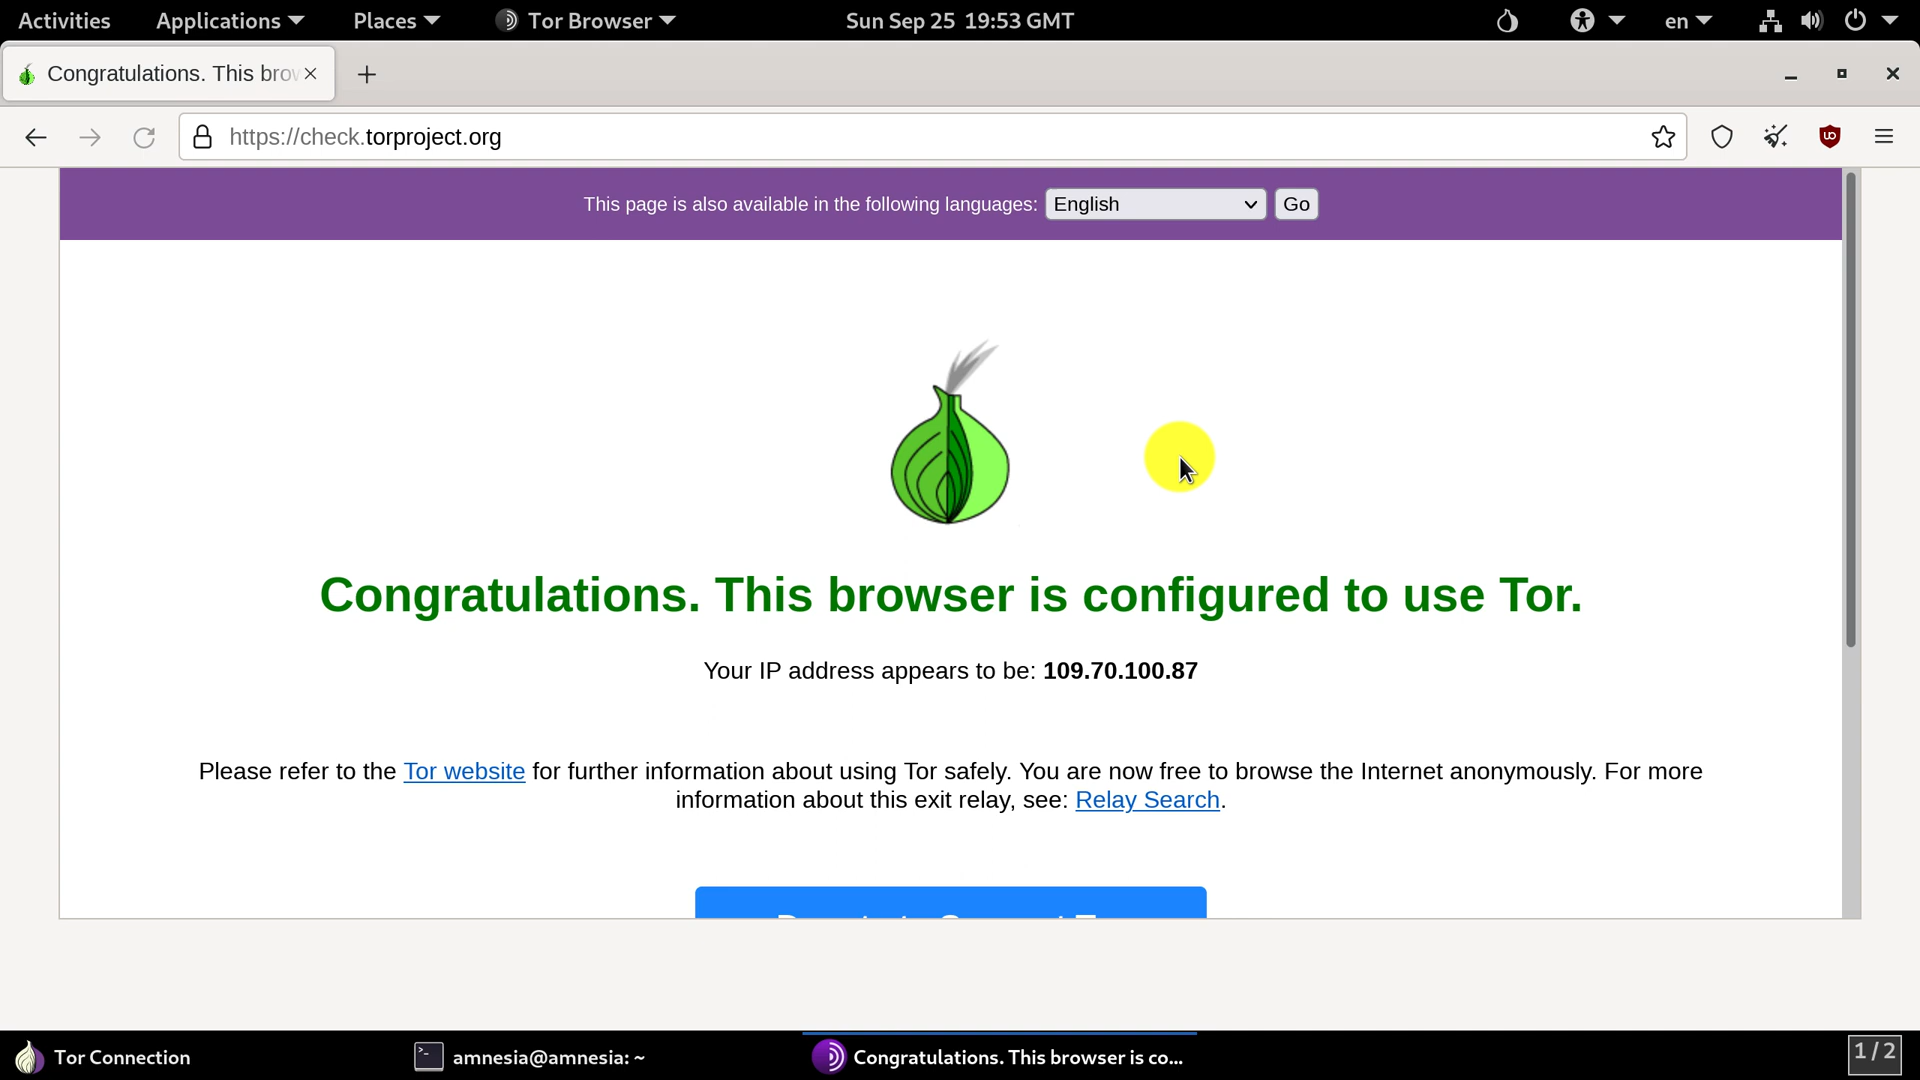 Activities Applications Places Tor Browser Sun Sep 25 19:53 GMT en
Congratulations. This brow
https://check.torproject.org
This page is also available in the following languages: English Go
Congratulations. This browser is configured to use Tor.
Your IP address appears to be: 109.70.100.87
Please refer to the Tor website for further information about using Tor safely. You are now free to browse the Internet anonymously. For more
information about this exit relay, see: Relay Search.
Tor Connection amnesia@amnesia: ~ Congratulations. This browser is co... 1/2